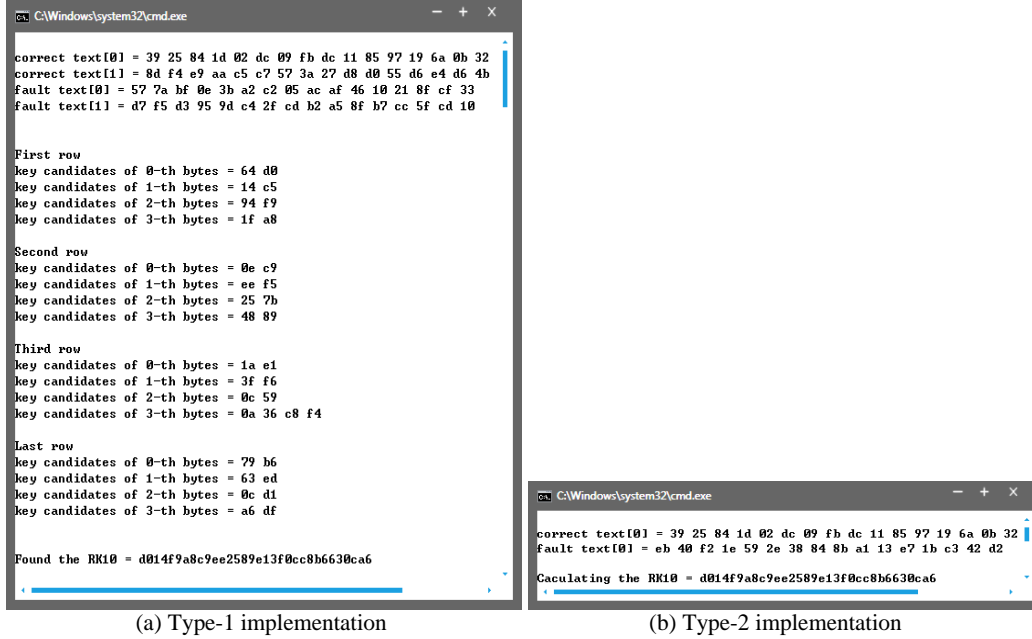 C:\Windows\system32\cmd.exe
correct text[0] = 39 25 84 1d 02 dc 09 fb dc 11 85 97 19 6a 0b 32
correct text[1] = 8d f4 e9 aa c5 c7 57 3a 27 d8 d0 55 d6 e4 d6 4b
fault text[0] = 57 7a bf 0e 3b a2 c2 05 ac af 46 10 21 8f cf 33
fault text[1] = d7 f5 d3 95 9d c4 2f cd b2 a5 8f b7 cc 5f cd 10
First row
key candidates of 0-th bytes = 64 d0
key candidates of 1-th bytes = 14 c5
key candidates of 2-th bytes = 94 f9
key candidates of 3-th bytes = 1f a8
Second row
key candidates of 0-th bytes = 0e c9
key candidates of 1-th bytes = ee f5
key candidates of 2-th bytes = 25 7b
key candidates of 3-th bytes = 48 89
Third row
key candidates of 0-th bytes = 1a e1
key candidates of 1-th bytes = 3f f6
key candidates of 2-th bytes = 0c 59
key candidates of 3-th bytes = 0a 36 c8 f4
Last row
key candidates of 0-th bytes = 79 b6
key candidates of 1-th bytes = 63 ed
key candidates of 2-th bytes = 0c d1
key candidates of 3-th bytes = a6 df
Found the RK10 = d014f9a8c9ee2589e13f0cc8b6630ca6
(a) Type-1 implementation
C:\Windows\system32\cmd.exe
correct text[0] = 39 25 84 1d 02 dc 09 fb dc 11 85 97 19 6a 0b 32
fault text[0] = eb 40 f2 1e 59 2e 38 84 8b a1 13 e7 1b c3 42 d2
Caculating the RK10 = d014f9a8c9ee2589e13f0cc8b6630ca6
(b) Type-2 implementation